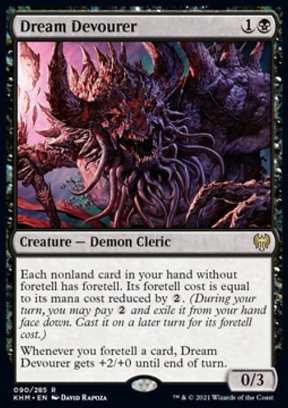 Dream Devourer 1
Creature — Demon Cleric
Each nonland card in your hand without
foretell has foretell. Its foretell cost is equal
to its mana cost reduced by 2. (During your
turn, you may pay 2 and exile it from your hand
face down. Cast it on a later turn for its foretell
cost.)
Whenever you foretell a card, Dream
Devourer gets +2/+0 until end of turn.
0/3
090/285 R
KHM • EN DAVID RAPOZA ™ & © 2021 Wizards of the Coast